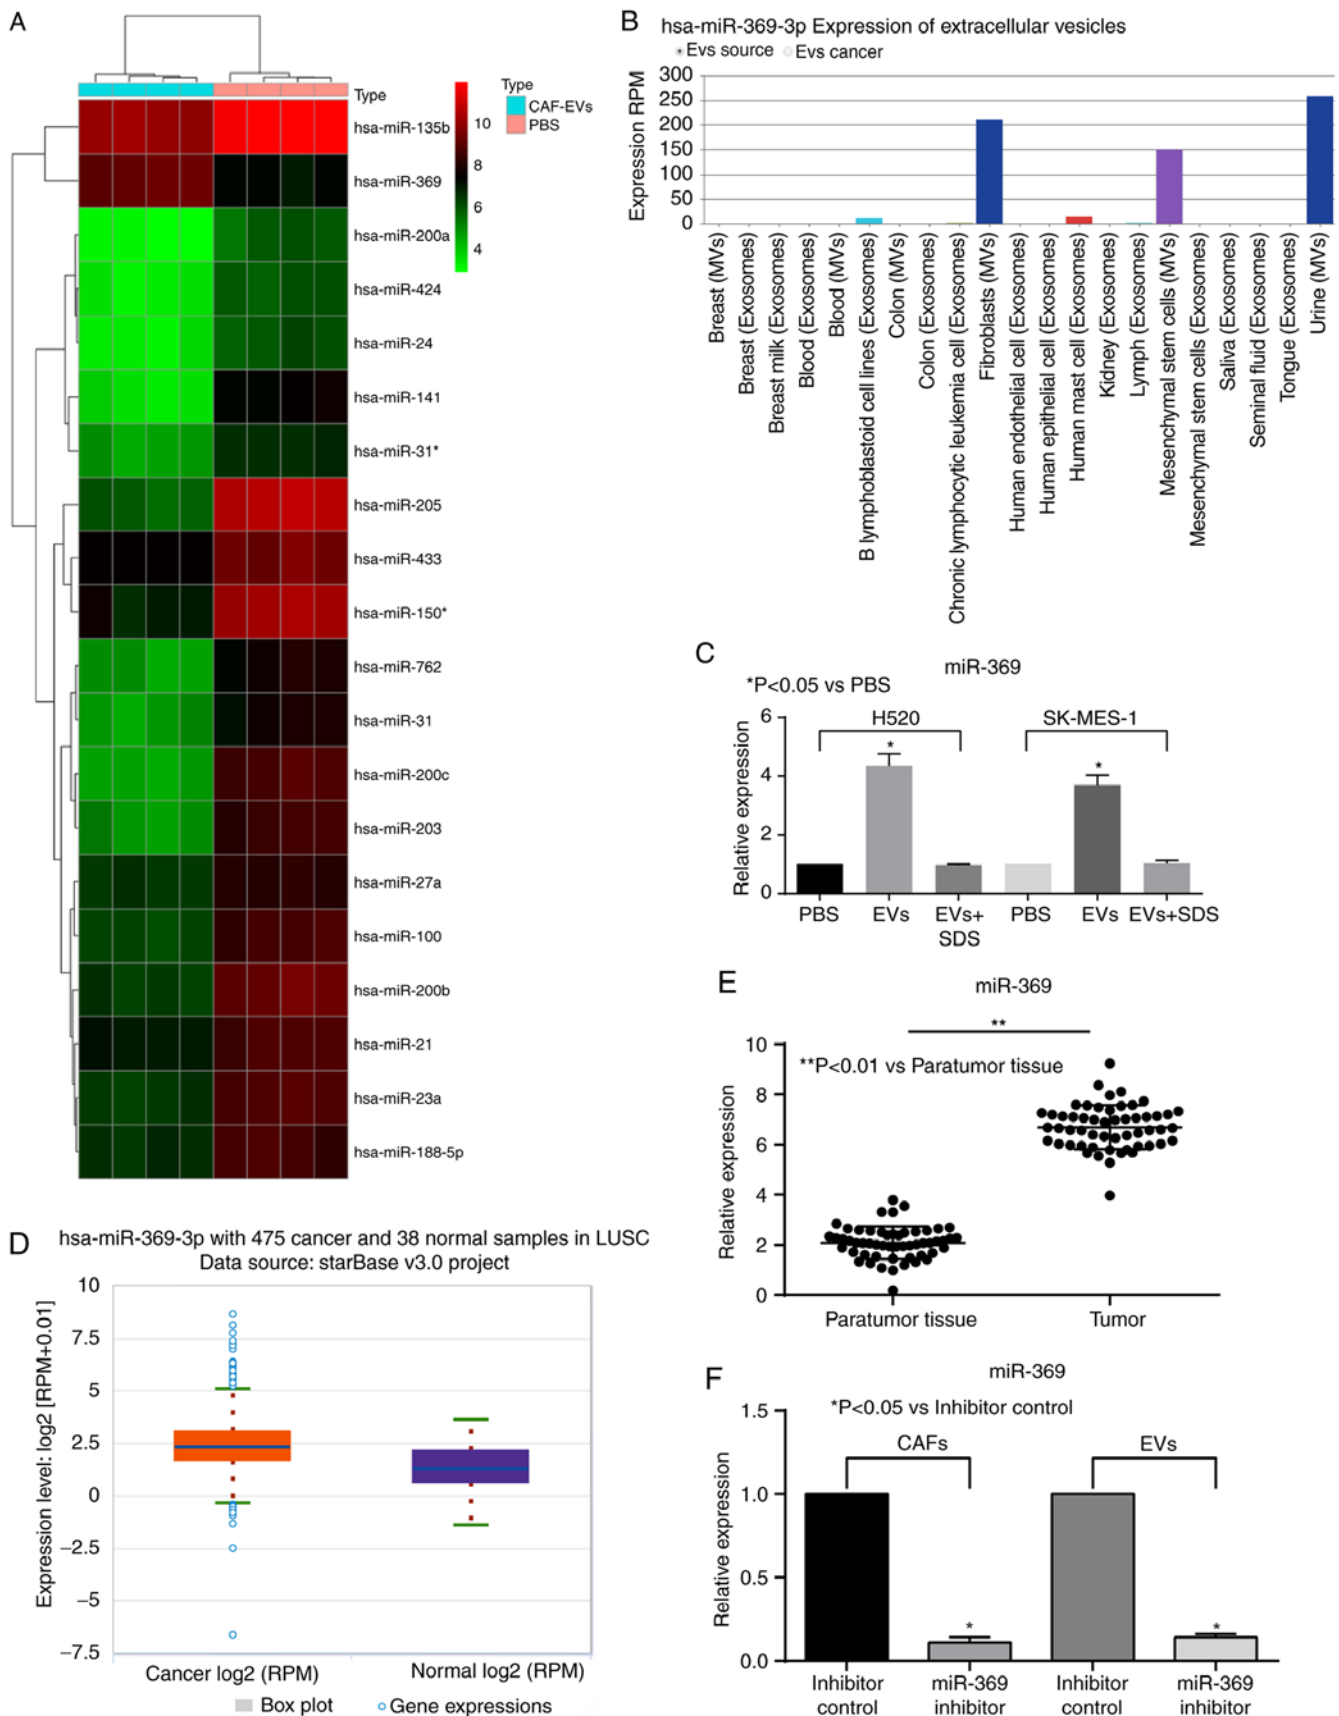 A
Type
Type
CAF-EVs
PBS
10
8
6
4
hsa-miR-135b
hsa-miR-369
hsa-miR-200a
hsa-miR-424
hsa-miR-24
hsa-miR-141
hsa-miR-31*
hsa-miR-205
hsa-miR-433
hsa-miR-150*
hsa-miR-762
hsa-miR-31
hsa-miR-200c
hsa-miR-203
hsa-miR-27a
hsa-miR-100
hsa-miR-200b
hsa-miR-21
hsa-miR-23a
hsa-miR-188-5p
B
hsa-miR-369-3p Expression of extracellular vesicles
Evs source
Evs cancer
Expression RPM
300
250
200
150
100
50
0
Breast (MVs)
Breast (Exosomes)
Breast milk (Exosomes)
Blood (Exosomes)
Blood (MVs)
B lymphoblastoid cell lines (Exosomes)
Colon (MVs)
Colon (Exosomes)
Chronic lymphocytic leukemia cell (Exosomes)
Fibroblasts (MVs)
Human endothelial cell (Exosomes)
Human epithelial cell (Exosomes)
Human mast cell (Exosomes)
Kidney (Exosomes)
Lymph (Exosomes)
Mesenchymal stem cells (MVs)
Mesenchymal stem cells (Exosomes)
Saliva (Exosomes)
Seminal fluid (Exosomes)
Tongue (Exosomes)
Urine (MVs)
C
miR-369
*P<0.05 vs PBS
H520
SK-MES-1
Relative expression
6
4
2
0
*
*
PBS
EVs
EVs+
SDS
PBS
EVs
EVs+SDS
D
hsa-miR-369-3p with 475 cancer and 38 normal samples in LUSC
Data source: starBase v3.0 project
Expression level: log2 [RPM+0.01]
10
7.5
5
2.5
0
−2.5
−5
−7.5
Cancer log2 (RPM)
Normal log2 (RPM)
Box plot
Gene expressions
E
miR-369
**
**P<0.01 vs Paratumor tissue
Relative expression
10
8
6
4
2
0
Paratumor tissue
Tumor
F
miR-369
*P<0.05 vs Inhibitor control
CAFs
EVs
Relative expression
1.5
1.0
0.5
0.0
*
*
Inhibitor
control
miR-369
inhibitor
Inhibitor
control
miR-369
inhibitor